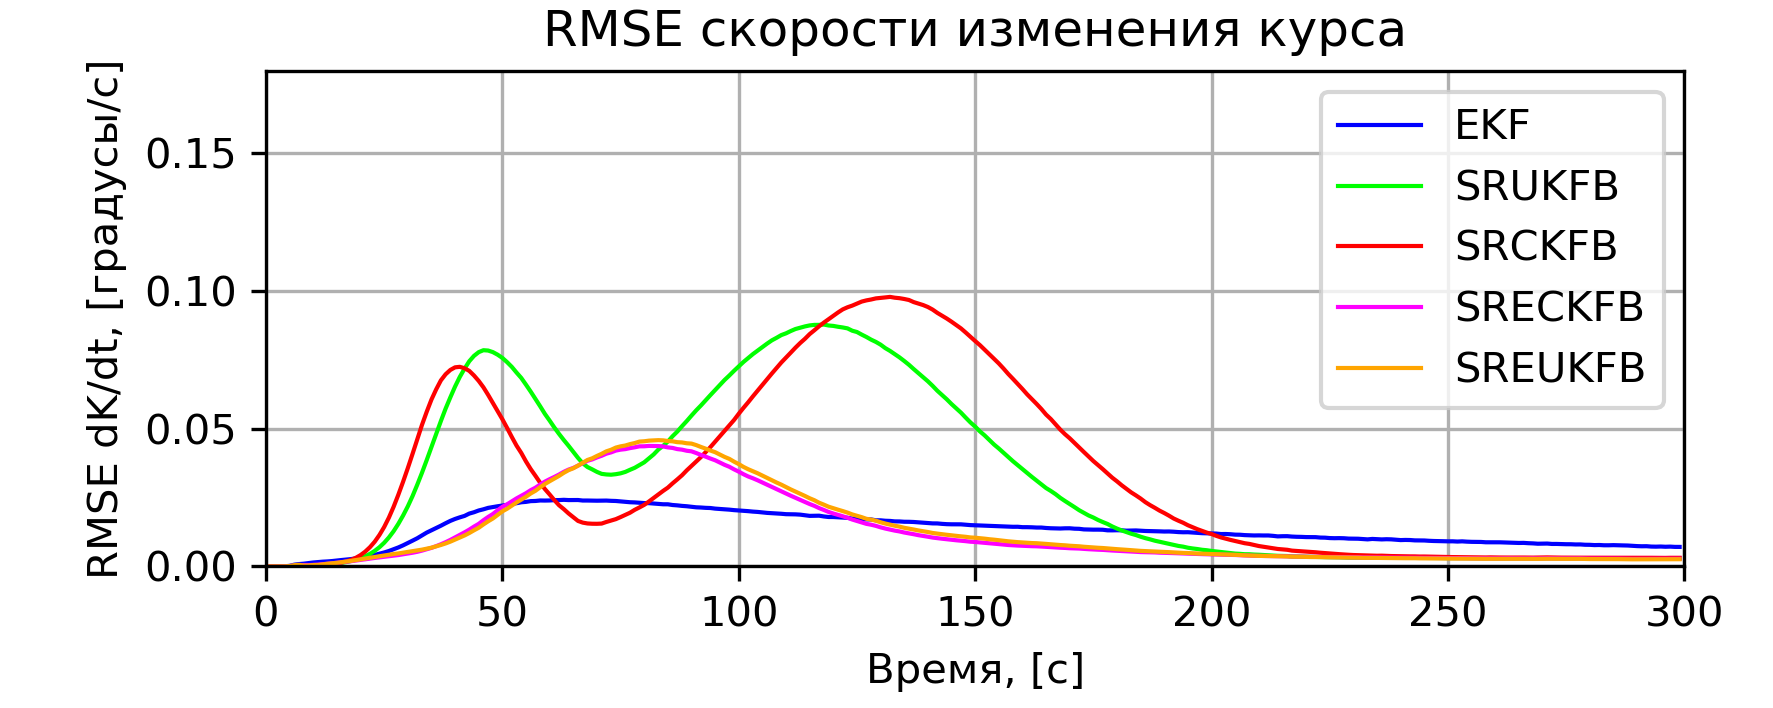 RMSE скорости изменения курса
RMSE dK/dt, [градусы/с]
0.15
0.10
0.05
0.00
0 50 100 150 200 250 300
Время, [с]
EKF
SRUKFB
SRCKFB
SRECKFB
SREUKFB